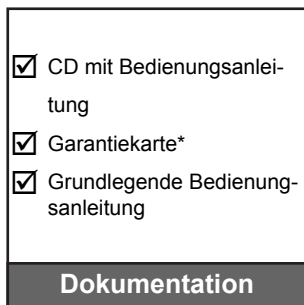 CD mit Bedienungsanlei-
tung
Garantiekarte*
Grundlegende Bedienung-
sanleitung
Dokumentation